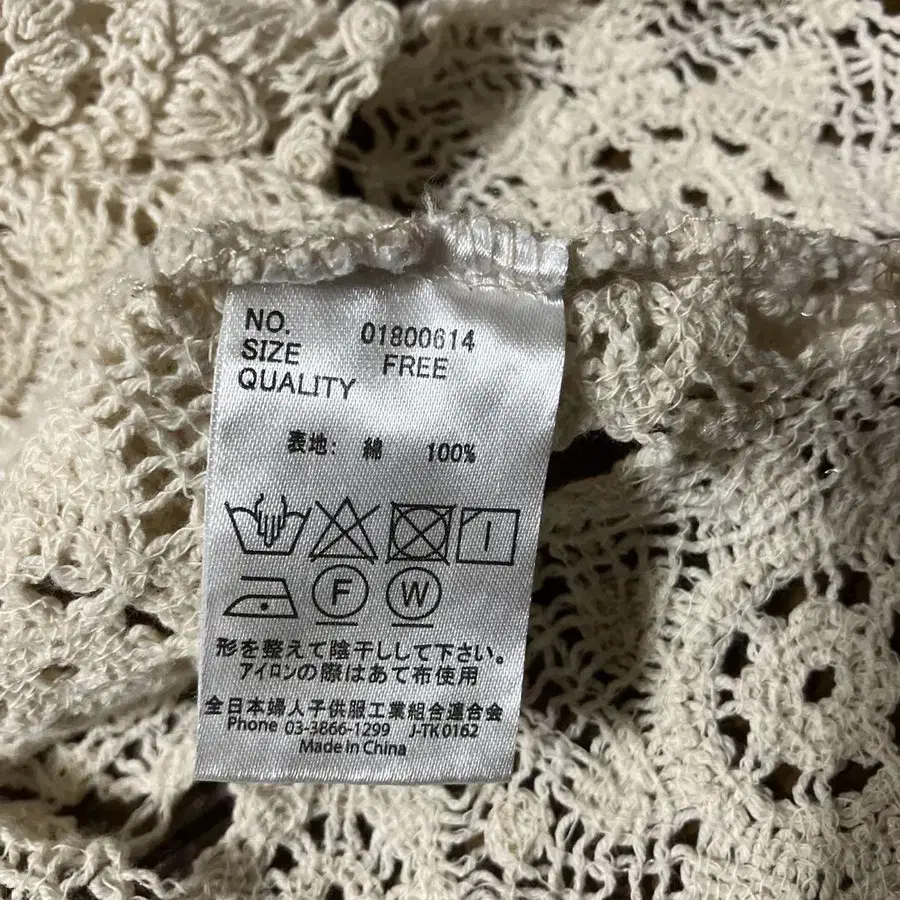 NO. 01800614
SIZE FREE
QUALITY
表地: 綿 100%
F W
形を整えて陰干しして下さい。
アイロンの際はあて布使用
全日本婦人子供服工業組合連合会
Phone 03-3866-1299 J-TK0162
Made in China